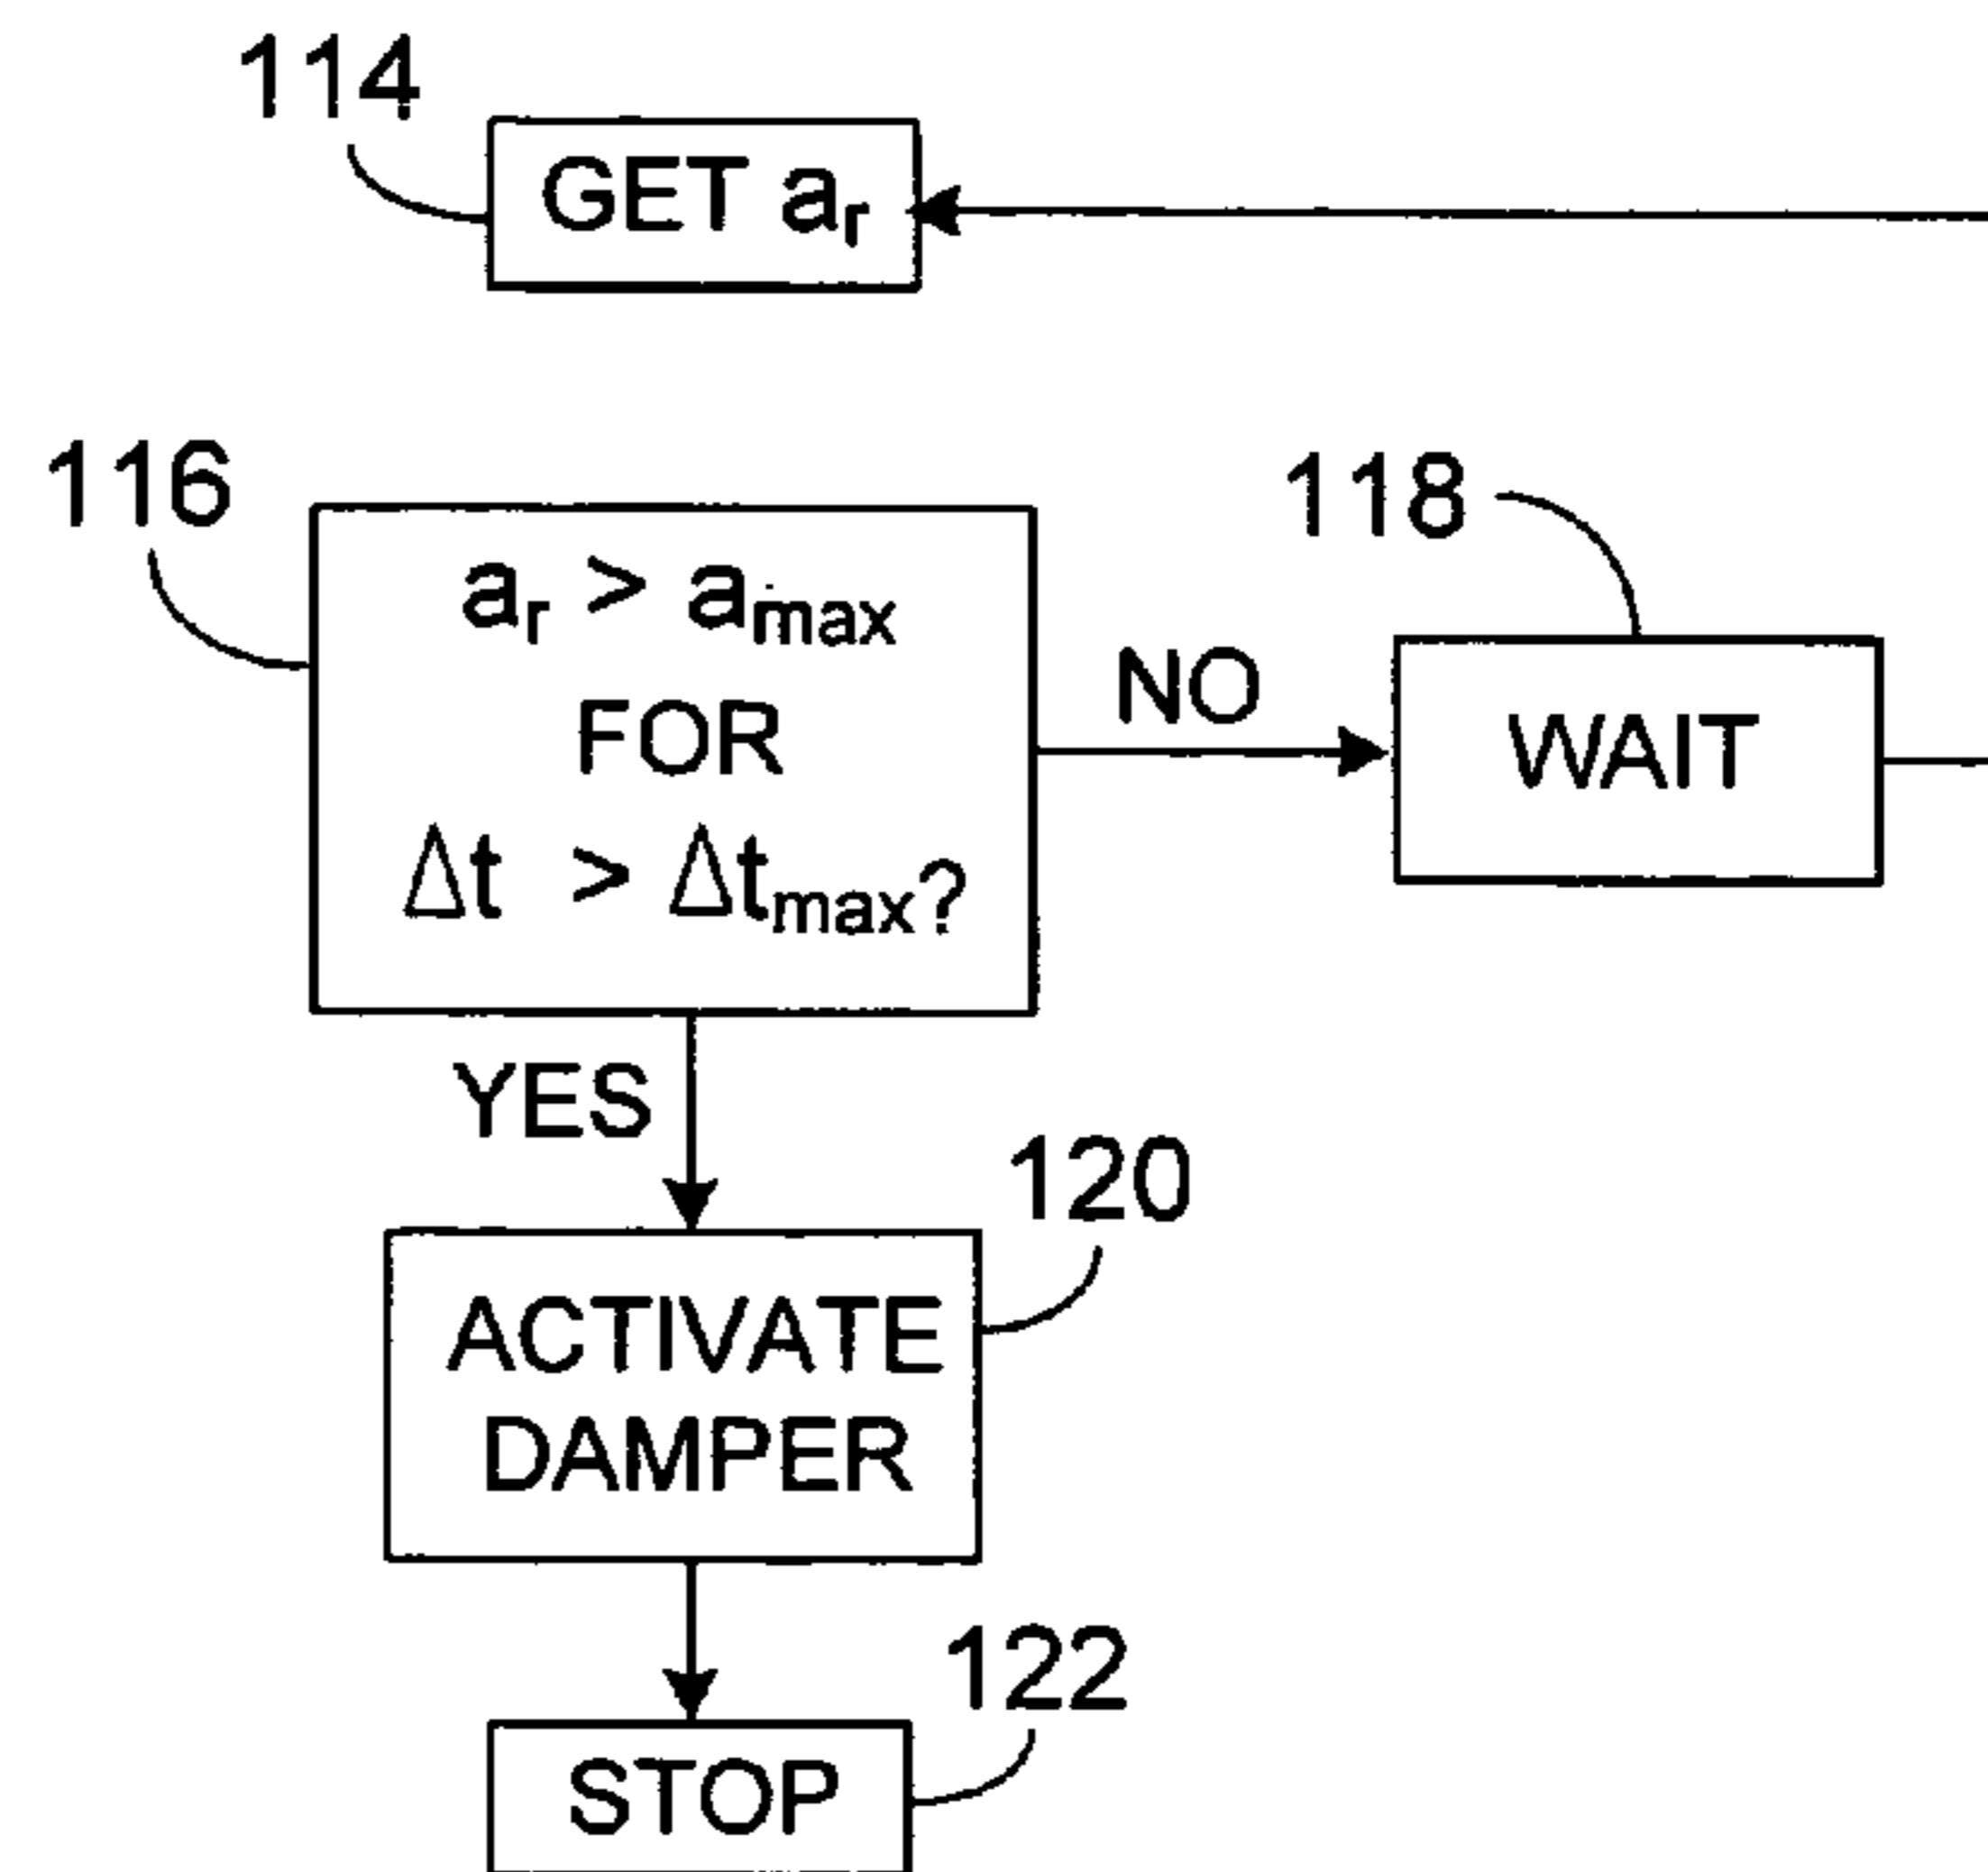 114
GET aᵣ
116
118
aᵣ > aₘₐₓ
FOR
Δt > Δtₘₐₓ?
NO
WAIT
YES
120
ACTIVATE
DAMPER
122
STOP